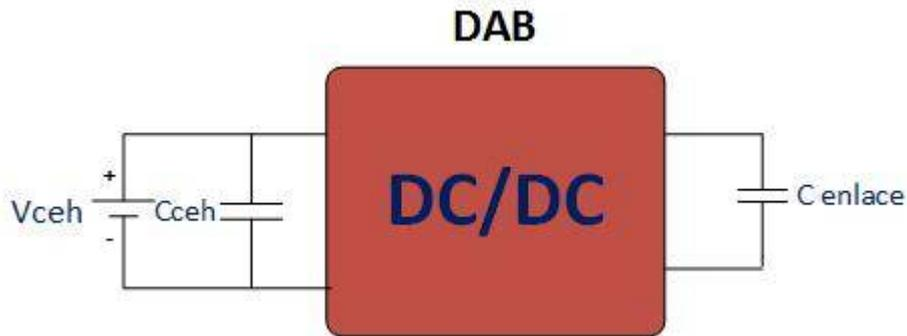 DAB
+
Vceh
Cceh
DC/DC
C enlace
-